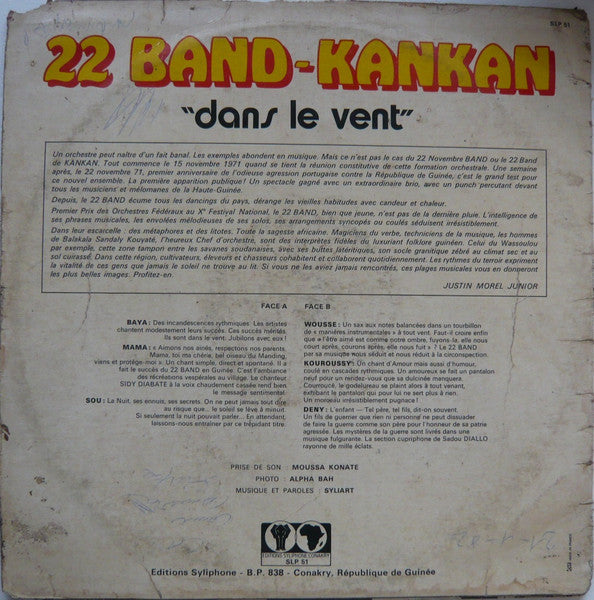 SLP 51
22 BAND-KANKAN
"dans le vent"
Un orchestre peut naître d'un fait banal. Les exemples abondent en musique. Mais ce n'est pas le cas du 22 Novembre BAND ou le 22 Band
de KANKAN. Tout commence le 15 novembre 1971 quand se tient la réunion constitutive de cette formation orchestrale. Une semaine
après, le 22 novembre 71, premier anniversaire de l'odieuse agression portugaise contre la République de Guinée, c'est le grand test pour
ce nouvel ensemble. La première apparition publique ! Un spectacle gagné avec un extraordinaire brio, avec un punch percutant devant
tous les musiciens et mélomanes de la Haute-Guinée.
Depuis, le 22 BAND écume tous les dancings du pays, dérange les vieilles habitudes avec candeur et chaleur.
Premier Prix des Orchestres Fédéraux au Xe Festival National, le 22 BAND, bien que jeune, n'est pas de la dernière pluie. L'intelligence de
ses phrases musicales, les envolées mélodieuses de ses solos, ses arrangements syncopés ou coulés séduisent irrésistiblement.
Dans leur escarcelle : des métaphores et des litotes. Toute la sagesse africaine. Magiciens du verbe, techniciens de la musique, les hommes
de Balakala Sandaly Kouyaté, l'heureux Chef d'orchestre, sont des interprètes fidèles du luxuriant folklore guinéen. Celui du Wassoulou
par exemple, cette zone tampon entre les savanes soudaniaires, avec ses buttes latéritiques, son socle granitique zébré au climat sec et au
sol cuirassé. Dans cette région, cultivateurs, éleveurs et chasseurs cohabitent et collaborent quotidiennement. Les rythmes du terroir expriment
la vitalité de ces gens que jamais le soleil ne trouve au lit. Si vous ne les aviez jamais rencontrés, ces plages musicales vous en donneront
les plus belles images. Profitez-en.
JUSTIN MOREL JUNIOR
FACE A
BAYA : Des incandescences rythmiques. Les artistes
chantent modestement leurs succès. Ces succès mérités.
Ils sont dans le vent. Jubilons avec eux !
MAMA : « Aimons nos aînés, respectons nos parents.
Mama, toi ma chérie, bel oiseau du Manding,
viens et protège-moi ». Un chant simple, direct et spontané. Il a
fait le succès du 22 BAND en Guinée. C'est l'ambiance
des récréations vespérales au village. Le chanteur
SIDY DIABATE à la voix chaudement cassée rend bien
le message sentimental.
SOU : La Nuit, ses ennuis, ses secrets. On ne peut jamais tout dire
au risque que... le soleil se lève à minuit.
Si seulement la nuit pouvait parler... En attendant,
laissons-nous entraîner par ce trépidant titre.
FACE B
WOUSSE : Un sax aux notes balancées dans un tourbillon
de « manières instrumentales » à tout vent. Faut-il croire enfin
que « l'être aimé est comme notre ombre, fuyons-la, elle nous
court après, courons après, elle nous fuit » ? Le 22 BAND
par sa musique nous séduit et nous réduit à la circonspection.
KOUROUSSY : Un chant d'Amour mais aussi d'humour,
coulé en cascades rythmiques. Un amoureux se fait un pantalon
neuf pour un rendez-vous que sa dulcinée manquera.
Courroucé, le godelureau se plaint alors à tout venant,
exhibant le pantalon qui pour lui ne sert plus à rien.
Un morceau irrésistiblement pugnace !
DENY : L'enfant — Tel père, tel fils, dit-on souvent.
Un fils de guerrier que rien ni personne ne peut dissuader
de faire la guerre comme son père pour l'honneur de sa patrie
agressée. Les mystères de la guerre sont livrés dans une
musique fulgurante. La section cuprophone de Sadou DIALLO
rayonne de mille éclats.
PRISE DE SON : MOUSSA KONATE
PHOTO : ALPHA BAH
MUSIQUE ET PAROLES : SYLIART
EDITIONS SYLIPHONE CONAKRY
SLP 51
Editions Syliphone - B.P. 838 - Conakry, République de Guinée
MADE IN FRANCE